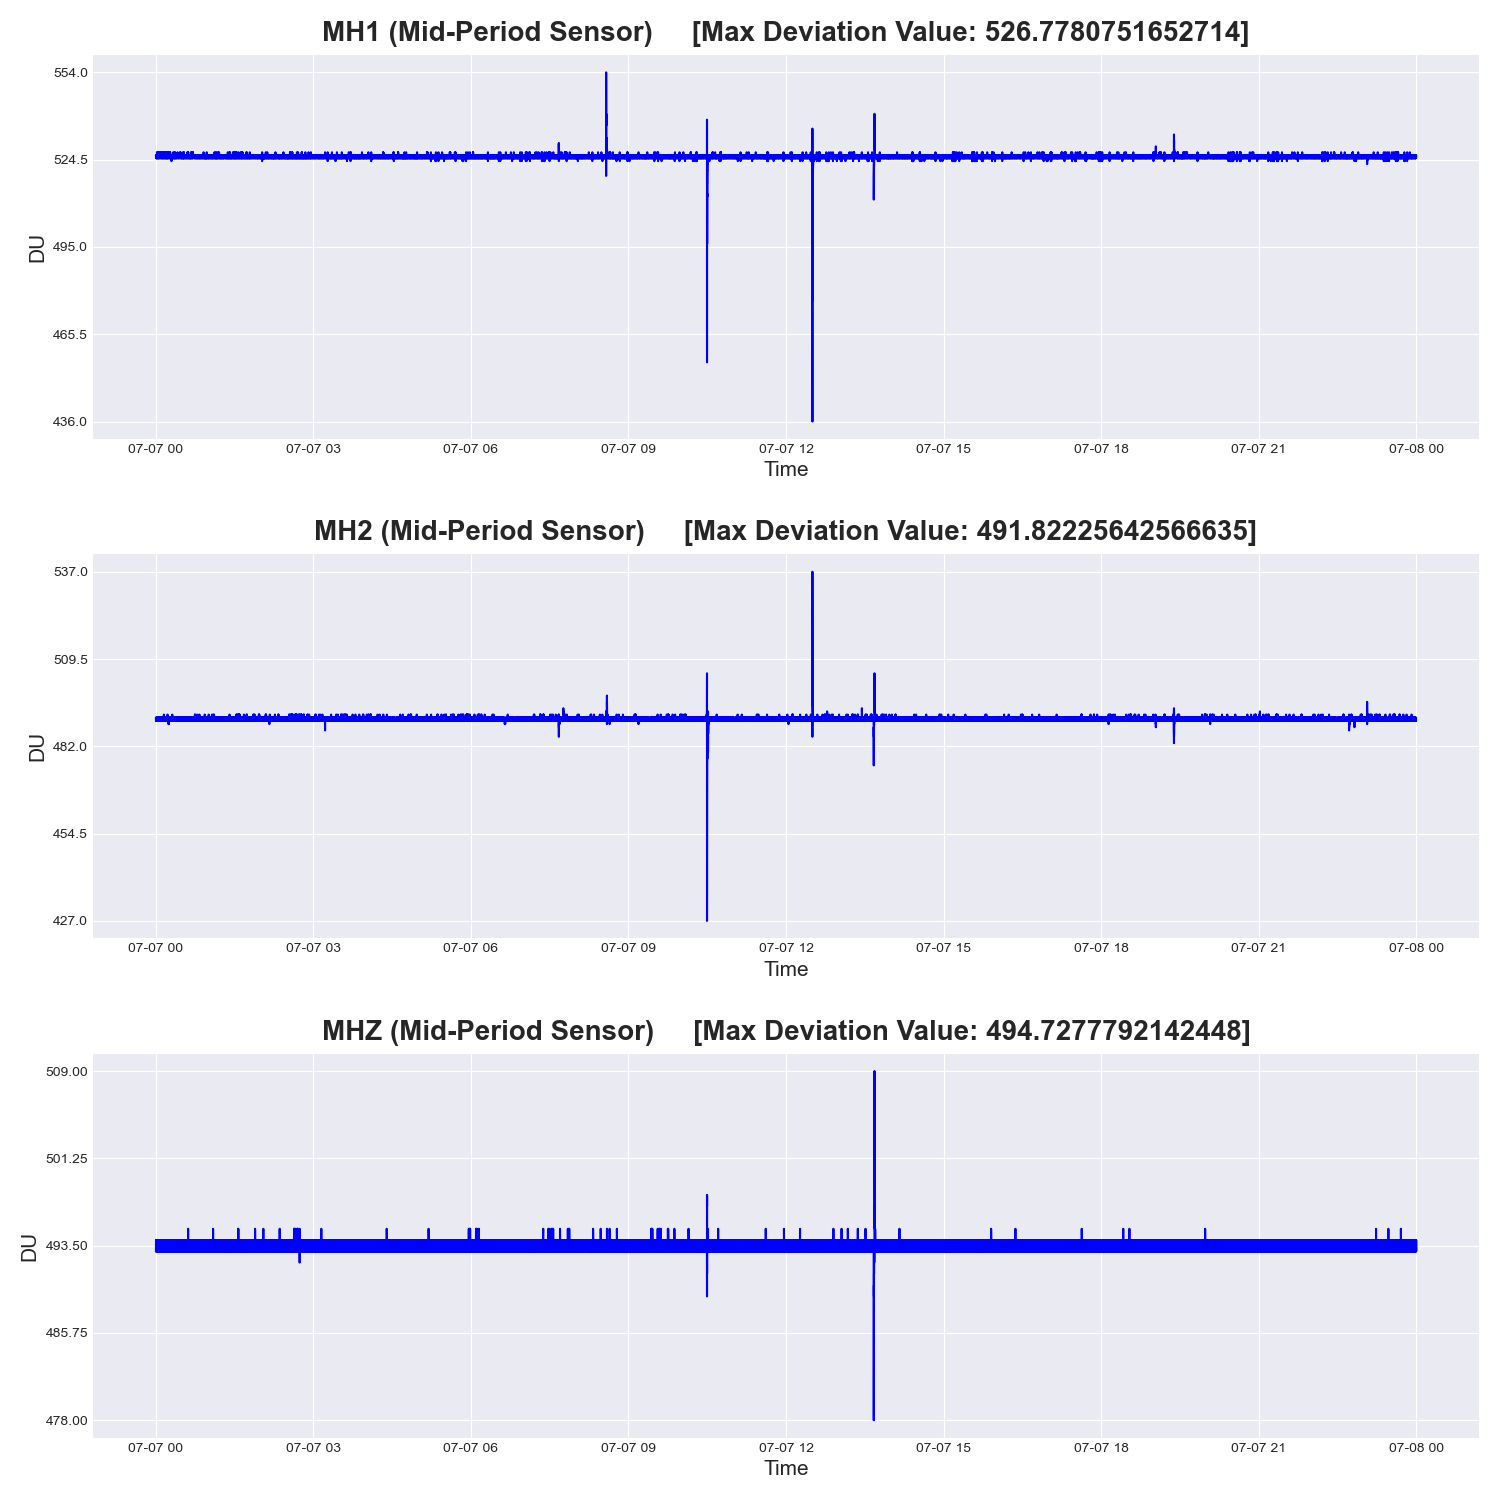 MH1 (Mid-Period Sensor) [Max Deviation Value: 526.7780751652714]
554.0
524.5
495.0
465.5
436.0
DU
07-07 00 07-07 03 07-07 06 07-07 09 07-07 12 07-07 15 07-07 18 07-07 21 07-08 00
Time
MH2 (Mid-Period Sensor) [Max Deviation Value: 491.82225642566635]
537.0
509.5
482.0
454.5
427.0
DU
07-07 00 07-07 03 07-07 06 07-07 09 07-07 12 07-07 15 07-07 18 07-07 21 07-08 00
Time
MHZ (Mid-Period Sensor) [Max Deviation Value: 494.7277792142448]
509.00
501.25
493.50
485.75
478.00
DU
07-07 00 07-07 03 07-07 06 07-07 09 07-07 12 07-07 15 07-07 18 07-07 21 07-08 00
Time